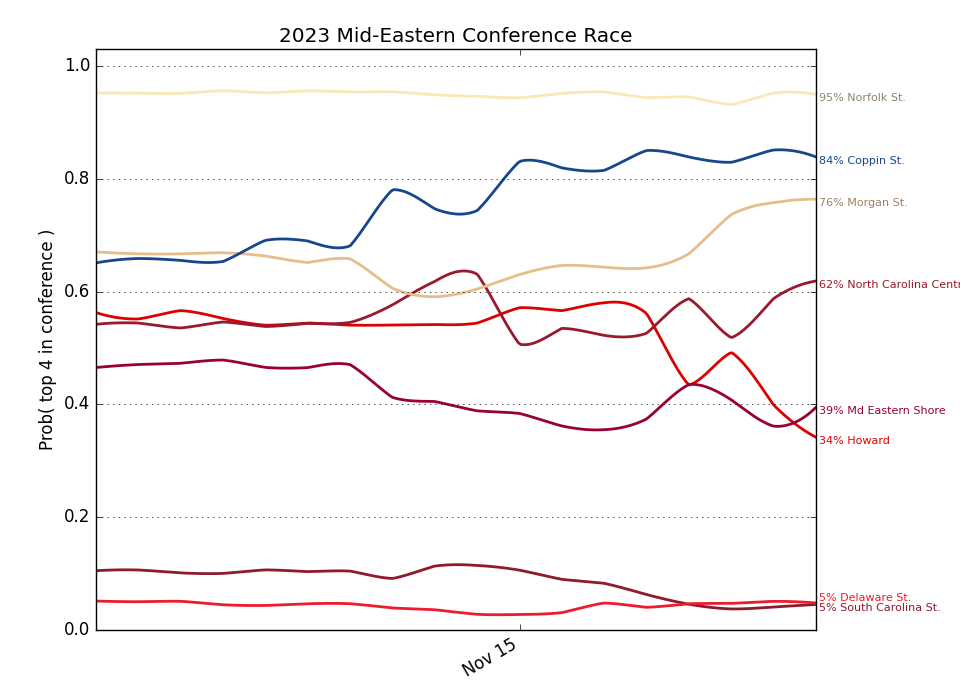 2023 Mid-Eastern Conference Race
1.0
0.8
0.6
0.4
0.2
0.0
Prob( top 4 in conference )
Nov 15
95% Norfolk St.
84% Coppin St.
76% Morgan St.
62% North Carolina Centr
39% Md Eastern Shore
34% Howard
5% Delaware St.
5% South Carolina St.